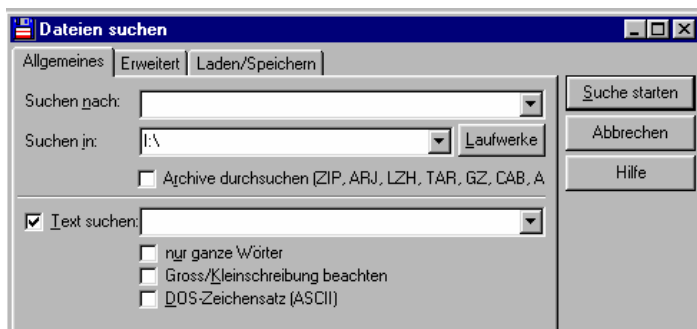 Dateien suchen
Allgemeines Erweitert Laden/Speichern
Suchen nach:
Suche starten
Suchen in: I:\ Laufwerke
Abbrechen
Archive durchsuchen (ZIP, ARJ, LZH, TAR, GZ, CAB, A
Hilfe
Text suchen:
nur ganze Wörter
Gross/Kleinschreibung beachten
DOS-Zeichensatz (ASCII)